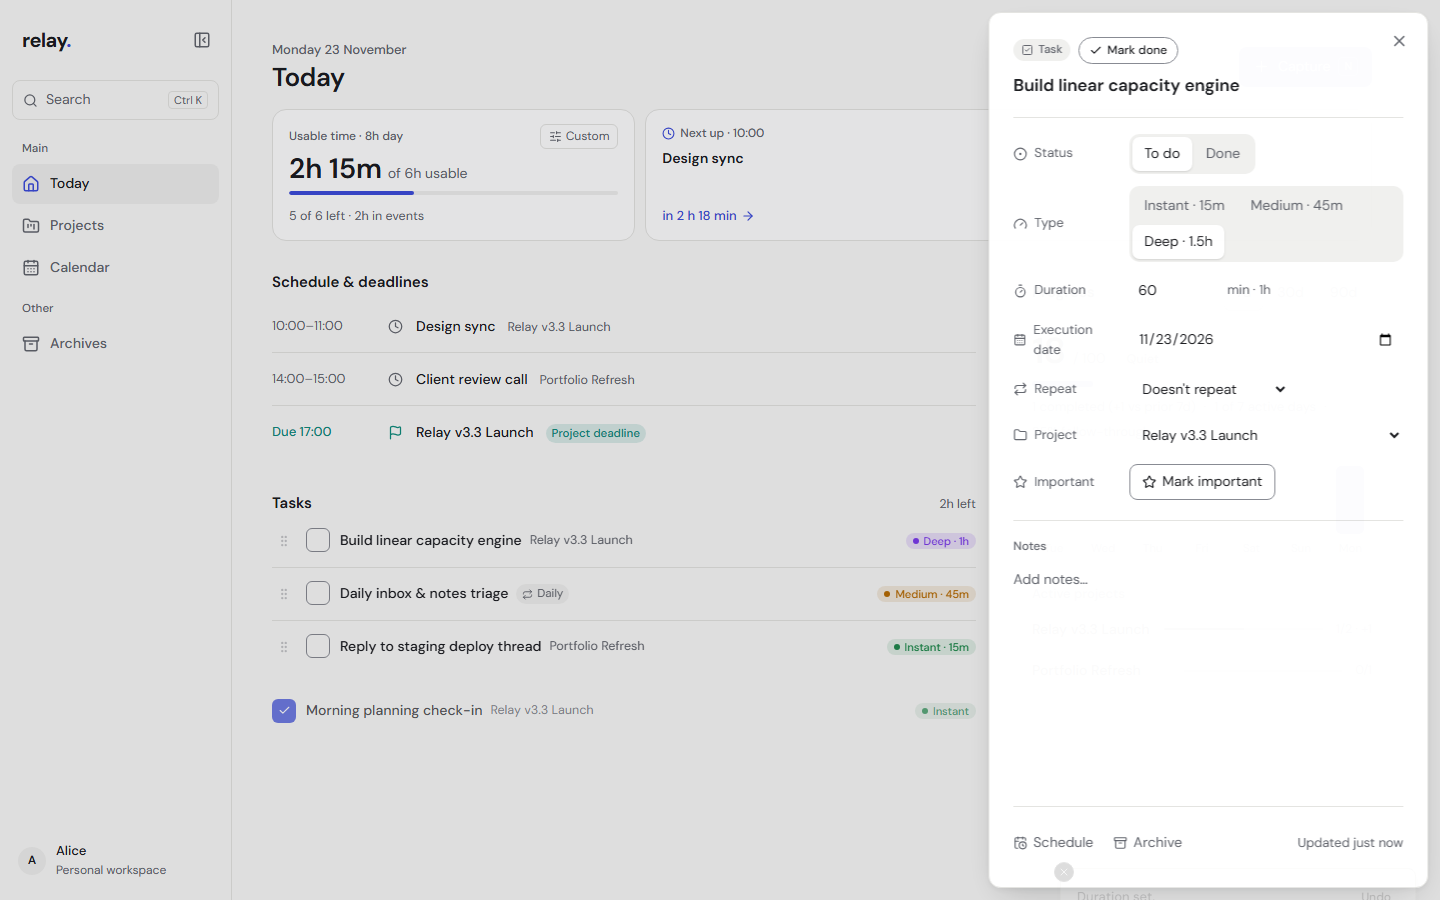 relay.
Search
Ctrl K
Main
Today
Projects
Calendar
Other
Archives
A
Alice
Personal workspace
Monday 23 November
Today
Usable time · 8h day
Custom
2h 15m of 6h usable
5 of 6 left · 2h in events
Next up · 10:00
Design sync
in 2 h 18 min →
Schedule & deadlines
10:00–11:00 Design sync Relay v3.3 Launch
14:00–15:00 Client review call Portfolio Refresh
Due 17:00 Relay v3.3 Launch Project deadline
Tasks
2h left
Build linear capacity engine Relay v3.3 Launch Deep · 1h
Daily inbox & notes triage Daily Medium · 45m
Reply to staging deploy thread Portfolio Refresh Instant · 15m
Morning planning check-in Relay v3.3 Launch Instant
Task
Mark done
Build linear capacity engine
Status To do Done
Type
Instant · 15m Medium · 45m
Deep · 1.5h
Duration 60 min · 1h
Execution
date
11/23/2026
Repeat Doesn't repeat
Project Relay v3.3 Launch
Important Mark important
Notes
Add notes...
Schedule
Archive
Updated just now
Duration set
Undo